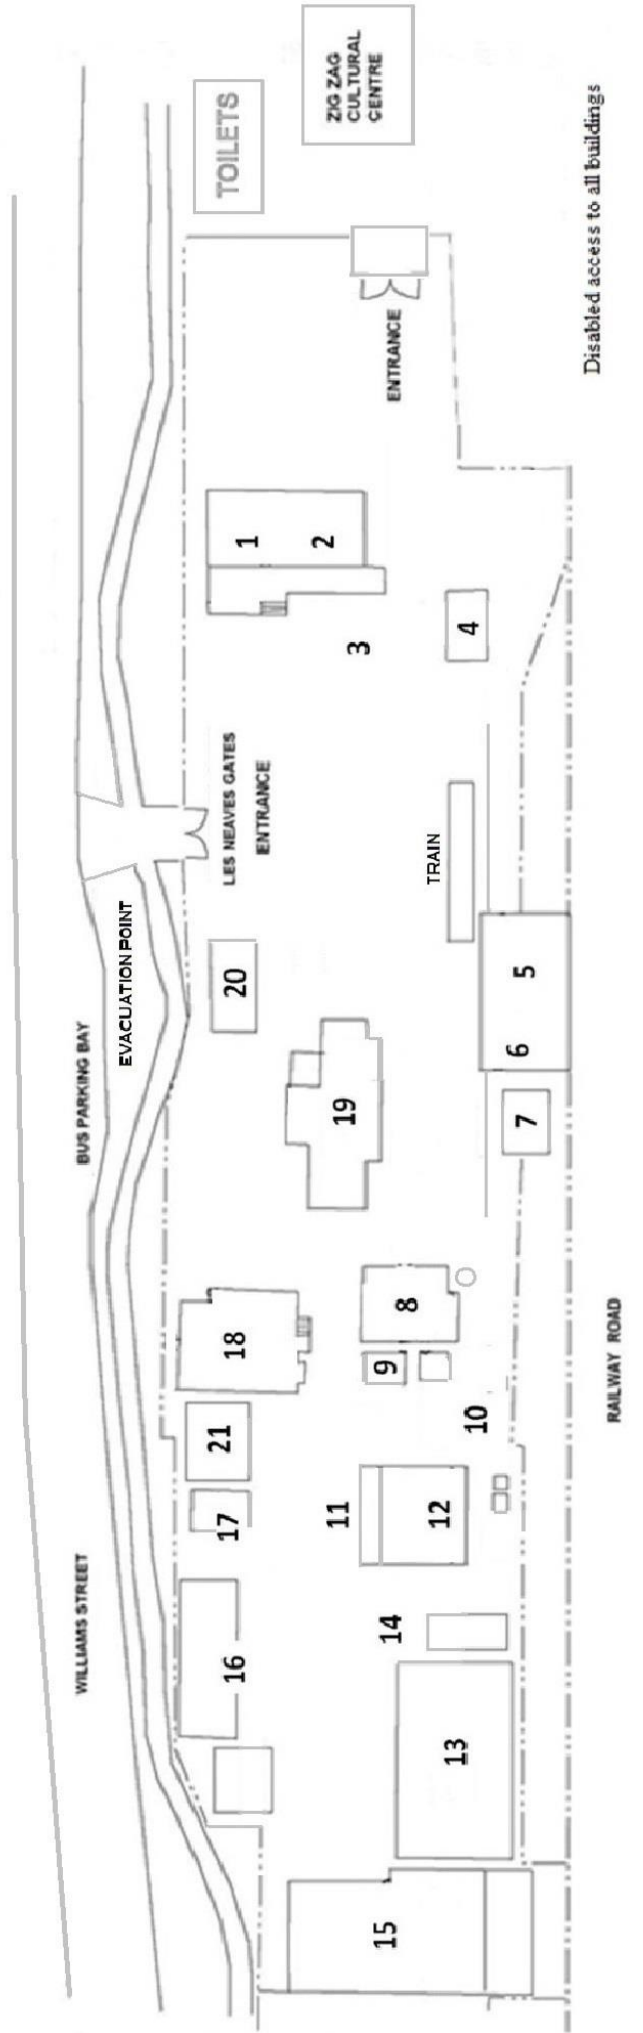 WILLIAMS STREET
BUS PARKING BAY
EVACUATION POINT
TOILETS
ZIG ZAG
CULTURAL
CENTRE
LES NEAVES GATES
ENTRANCE
16
17
21
18
20
1
2
15
14
11
19
3
ENTRANCE
13
12
9
8
TRAIN
4
10
7
6
5
RAILWAY ROAD
Disabled access to all buildings